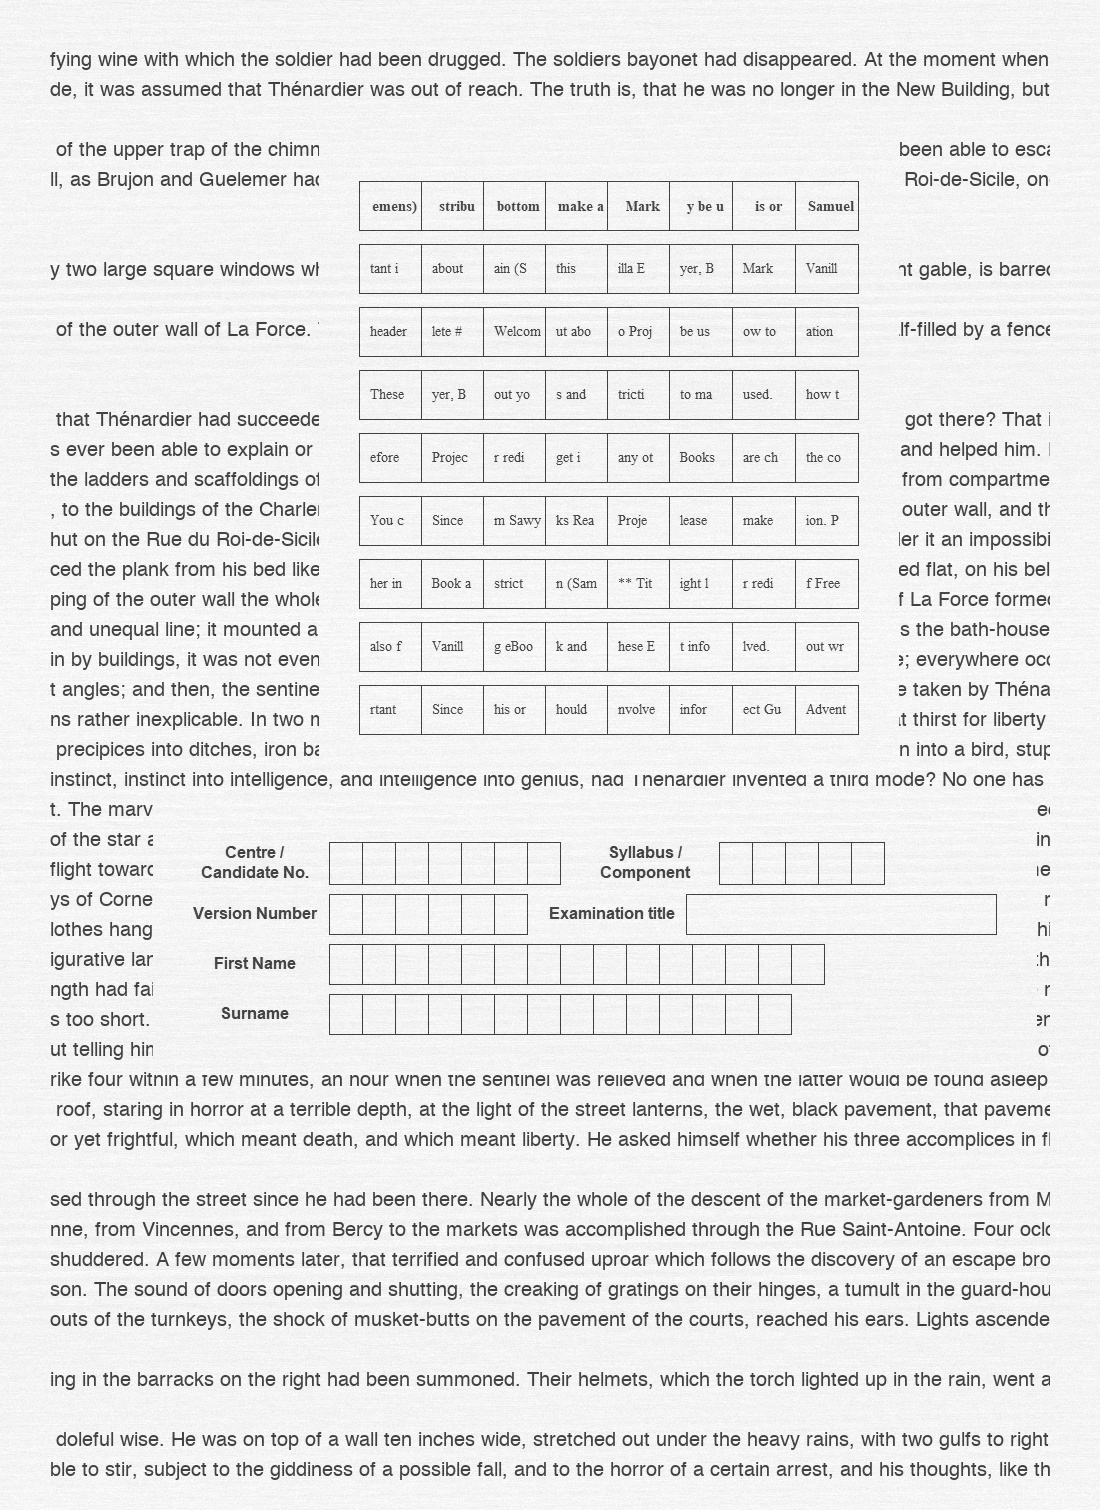 fying wine with which the soldier had been drugged. The soldiers bayonet had disappeared. At the moment when
de, it was assumed that Thénardier was out of reach. The truth is, that he was no longer in the New Building, but
of the upper trap of the chimn been able to esca
ll, as Brujon and Guelemer had Roi-de-Sicile, on
y two large square windows wh nt gable, is barred
of the outer wall of La Force. lf-filled by a fence
that Thénardier had succeede got there? That i
s ever been able to explain or and helped him.
the ladders and scaffoldings of from compartme
, to the buildings of the Charle outer wall, and th
hut on the Rue du Roi-de-Sicile er it an impossibi
ced the plank from his bed like ed flat, on his bel
ping of the outer wall the whole f La Force formed
and unequal line; it mounted a s the bath-house
in by buildings, it was not even e; everywhere occ
t angles; and then, the sentine e taken by Théna
ns rather inexplicable. In two m t thirst for liberty
precipices into ditches, iron ba n into a bird, stup
emens) stribu bottom make a Mark y be u is or Samuel
tant i about ain (S this illa E yer, B Mark Vanill
header lete # Welcom ut abo o Proj be us ow to ation
These yer, B out yo s and tricti to ma used. how t
efore Projec r redi get i any ot Books are ch the co
You c Since m Sawy ks Rea Proje lease make ion. P
her in Book a strict n (Sam ** Tit ight l r redi f Free
also f Vanill g eBoo k and hese E t info lved. out wr
rtant Since his or hould nvolve infor ect Gu Advent
instinct, instinct into intelligence, and intelligence into genius, had Thénardier invented a third mode? No one has
t. The marv e
of the star a in
flight toward e
ys of Corne r
lothes hang hi
igurative lan th
ngth had fai r
s too short. er
ut telling him o
Centre / Candidate No.
Syllabus / Component
Version Number
Examination title
First Name
Surname
rike four within a few minutes, an hour when the sentinel was relieved and when the latter would be found asleep
roof, staring in horror at a terrible depth, at the light of the street lanterns, the wet, black pavement, that paveme
or yet frightful, which meant death, and which meant liberty. He asked himself whether his three accomplices in fl
sed through the street since he had been there. Nearly the whole of the descent of the market-gardeners from M
nne, from Vincennes, and from Bercy to the markets was accomplished through the Rue Saint-Antoine. Four oclo
shuddered. A few moments later, that terrified and confused uproar which follows the discovery of an escape bro
son. The sound of doors opening and shutting, the creaking of gratings on their hinges, a tumult in the guard-hou
outs of the turnkeys, the shock of musket-butts on the pavement of the courts, reached his ears. Lights ascende
ing in the barracks on the right had been summoned. Their helmets, which the torch lighted up in the rain, went a
doleful wise. He was on top of a wall ten inches wide, stretched out under the heavy rains, with two gulfs to right
ble to stir, subject to the giddiness of a possible fall, and to the horror of a certain arrest, and his thoughts, like th